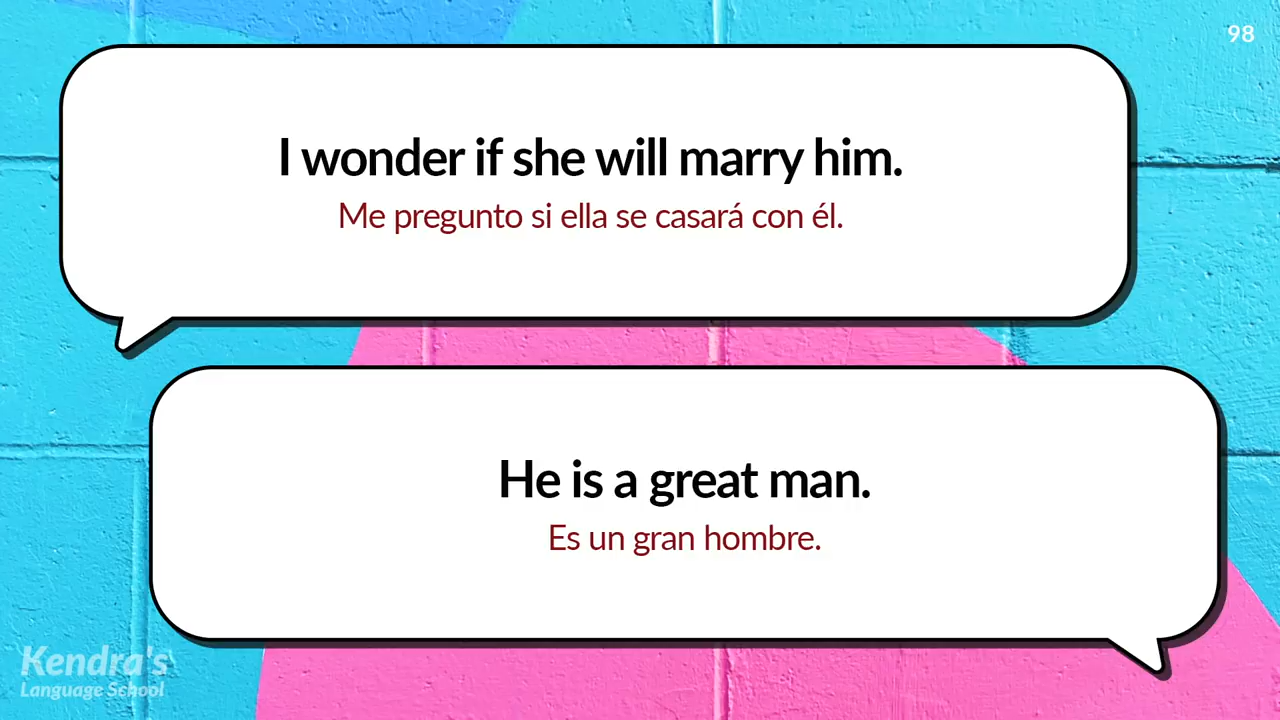 98
I wonder if she will marry him.
Me pregunto si ella se casará con él.
He is a great man.
Es un gran hombre.
Kendra's
Language School